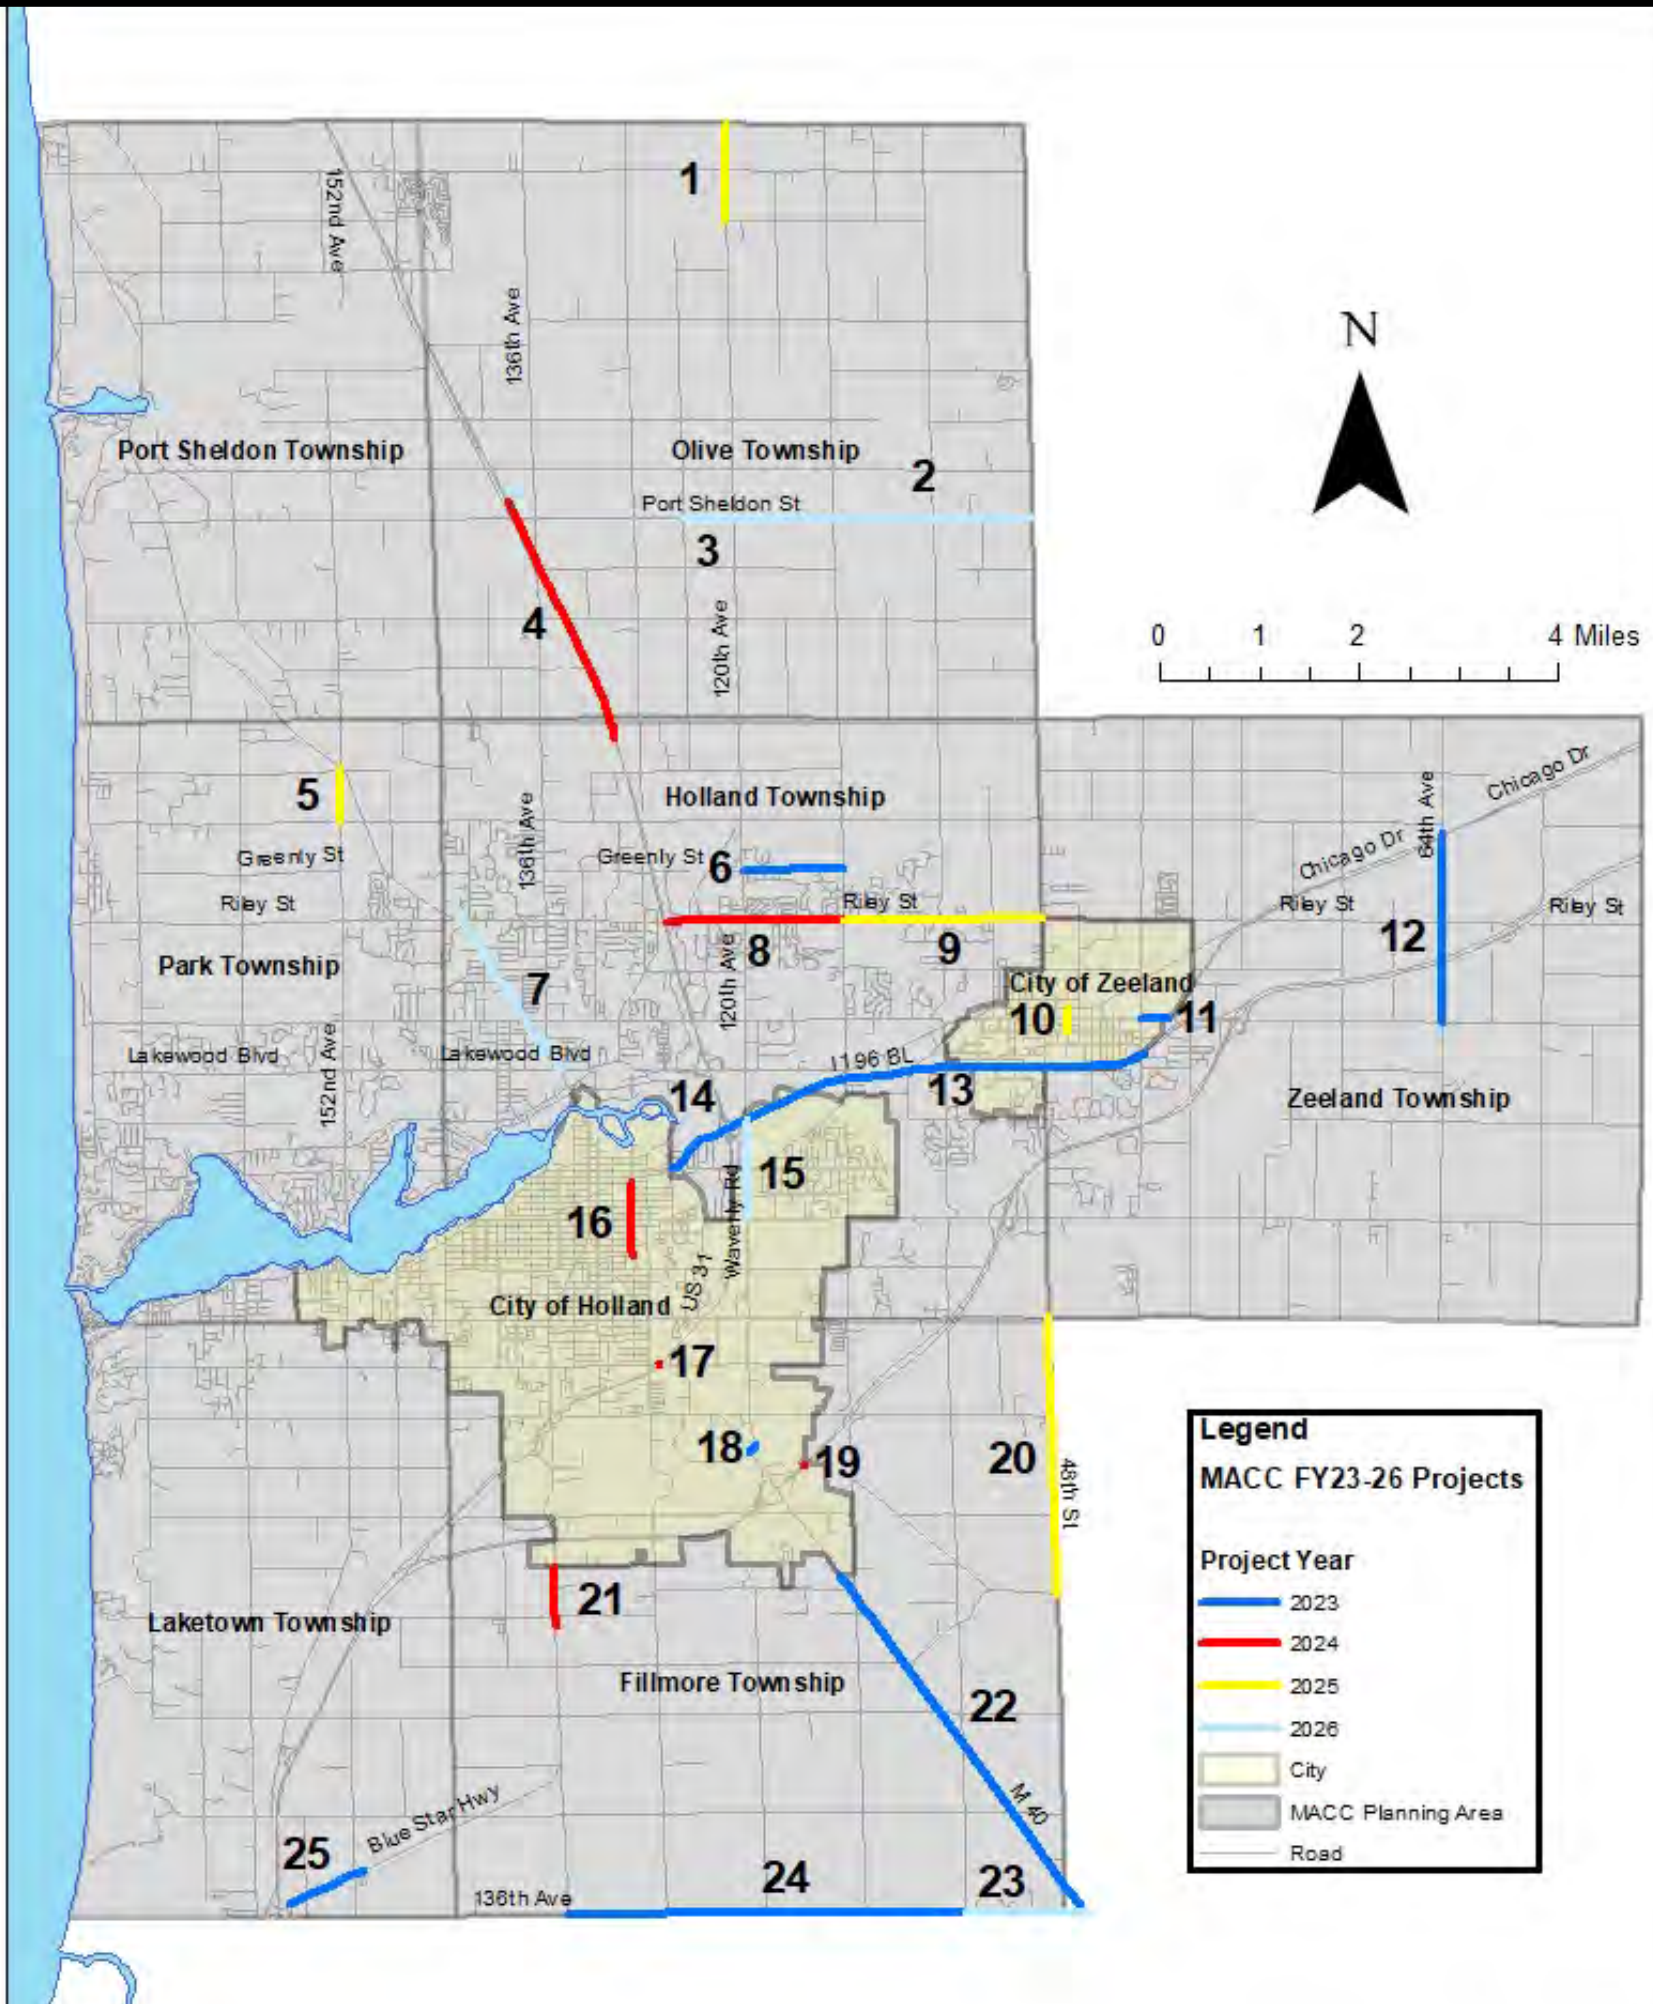 1
152nd Ave
136th Ave
N
Port Sheldon Township
Olive Township
2
Port Sheldon St
3
4
120th Ave
0 1 2 4 Miles
5
Holland Township
136th Ave
64th Ave
Chicago Dr
Chicago Dr
Greenly St
Greenly St
6
Riley St
Riley St
Riley St
Riley St
8
9
12
Park Township
7
120th Ave
City of Zeeland
10
11
Lakewood Blvd
152nd Ave
Lakewood Blvd
I 196 BL
14
13
Zeeland Township
15
Waverly Rd
16
US 31
City of Holland
17
18
19
20
48th St
21
Laketown Township
Fillmore Township
22
M 40
Blue Star Hwy
25
24
23
136th Ave
Legend
MACC FY23-26 Projects
Project Year
2023
2024
2025
2026
City
MACC Planning Area
Road